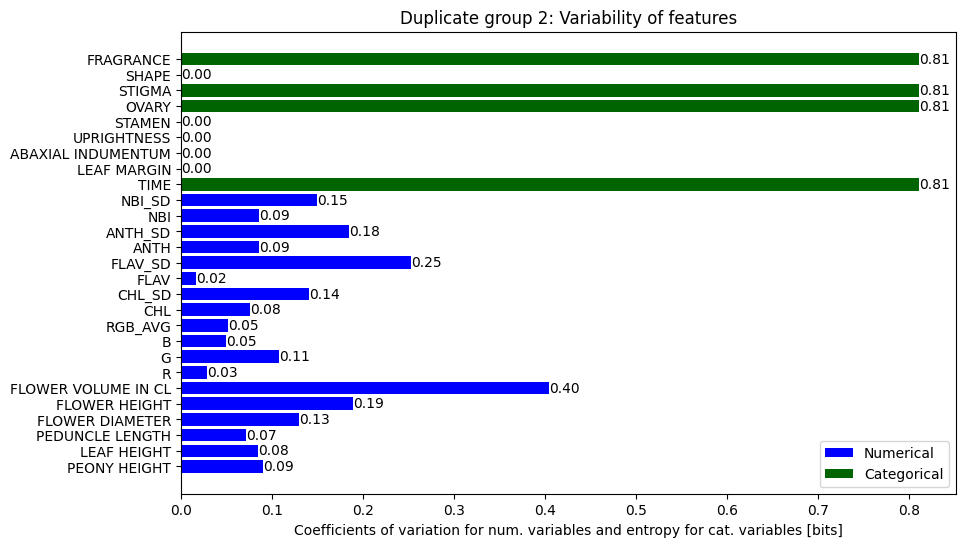 Duplicate group 2: Variability of features
FRAGRANCE 0.81
SHAPE 0.00
STIGMA 0.81
OVARY 0.81
STAMEN 0.00
UPRIGHTNESS 0.00
ABAXIAL INDUMENTUM 0.00
LEAF MARGIN 0.00
TIME 0.81
NBI_SD 0.15
NBI 0.09
ANTH_SD 0.18
ANTH 0.09
FLAV_SD 0.25
FLAV 0.02
CHL_SD 0.14
CHL 0.08
RGB_AVG 0.05
B 0.05
G 0.11
R 0.03
FLOWER VOLUME IN CL 0.40
FLOWER HEIGHT 0.19
FLOWER DIAMETER 0.13
PEDUNCLE LENGTH 0.07
LEAF HEIGHT 0.08
PEONY HEIGHT 0.09
Numerical
Categorical
0.0 0.1 0.2 0.3 0.4 0.5 0.6 0.7 0.8
Coefficients of variation for num. variables and entropy for cat. variables [bits]